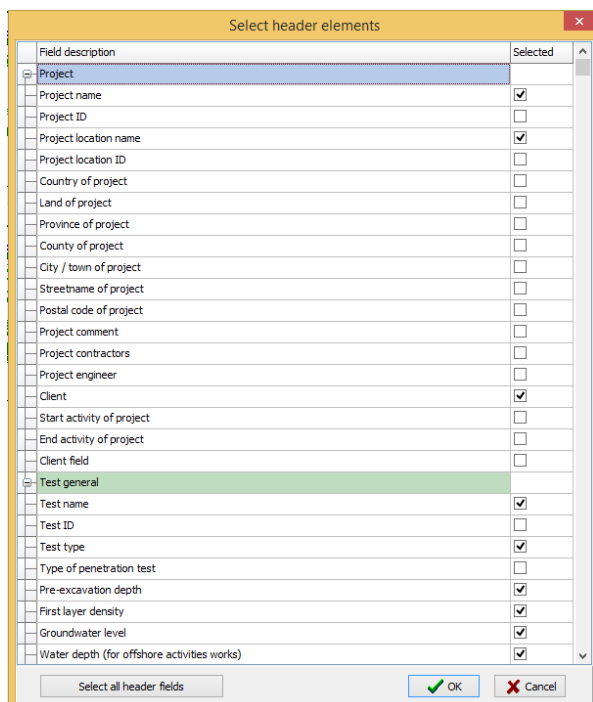 Select header elements
Field description Selected
Project
Project name
Project ID
Project location name
Project location ID
Country of project
Land of project
Province of project
County of project
City / town of project
Streetname of project
Postal code of project
Project comment
Project contractors
Project engineer
Client
Start activity of project
End activity of project
Client field
Test general
Test name
Test ID
Test type
Type of penetration test
Pre-excavation depth
First layer density
Groundwater level
Water depth (for offshore activities works)
Select all header fields OK Cancel